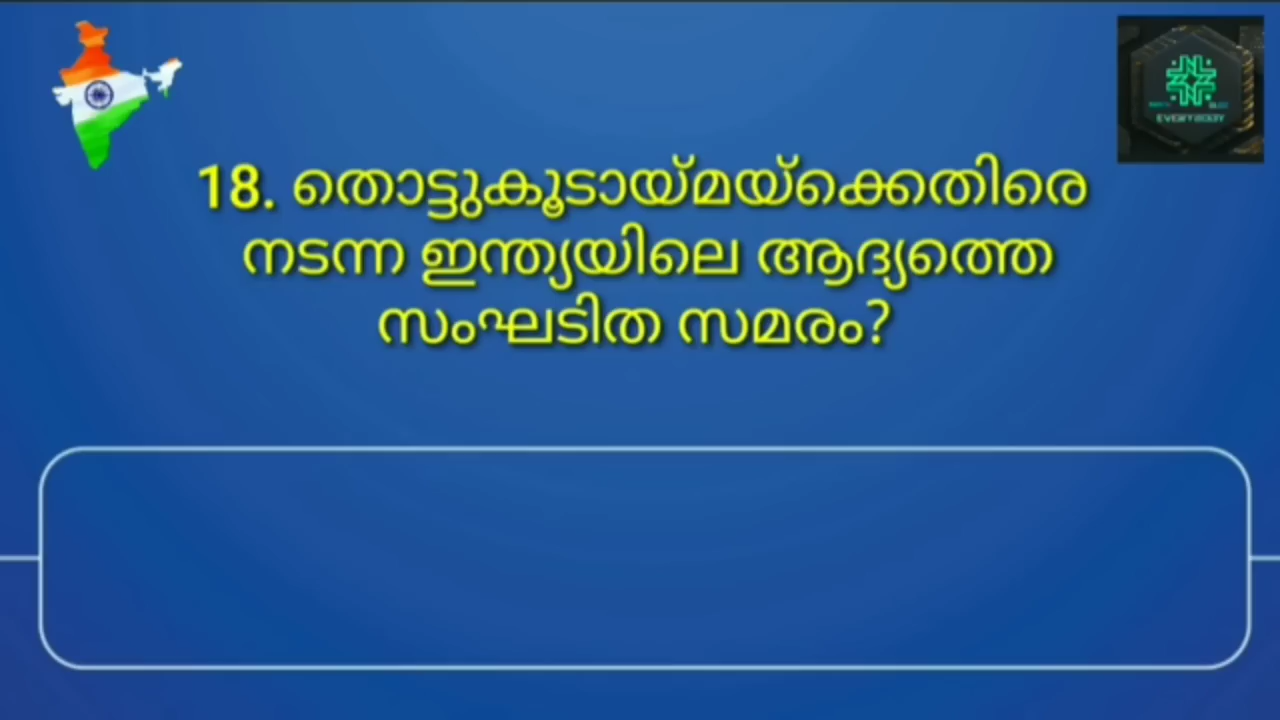 18. തൊട്ടുകൂടായ്മയ്ക്കെതിരെ
നടന്ന ഇന്ത്യയിലെ ആദ്യത്തെ
സംഘടിത സമരം?